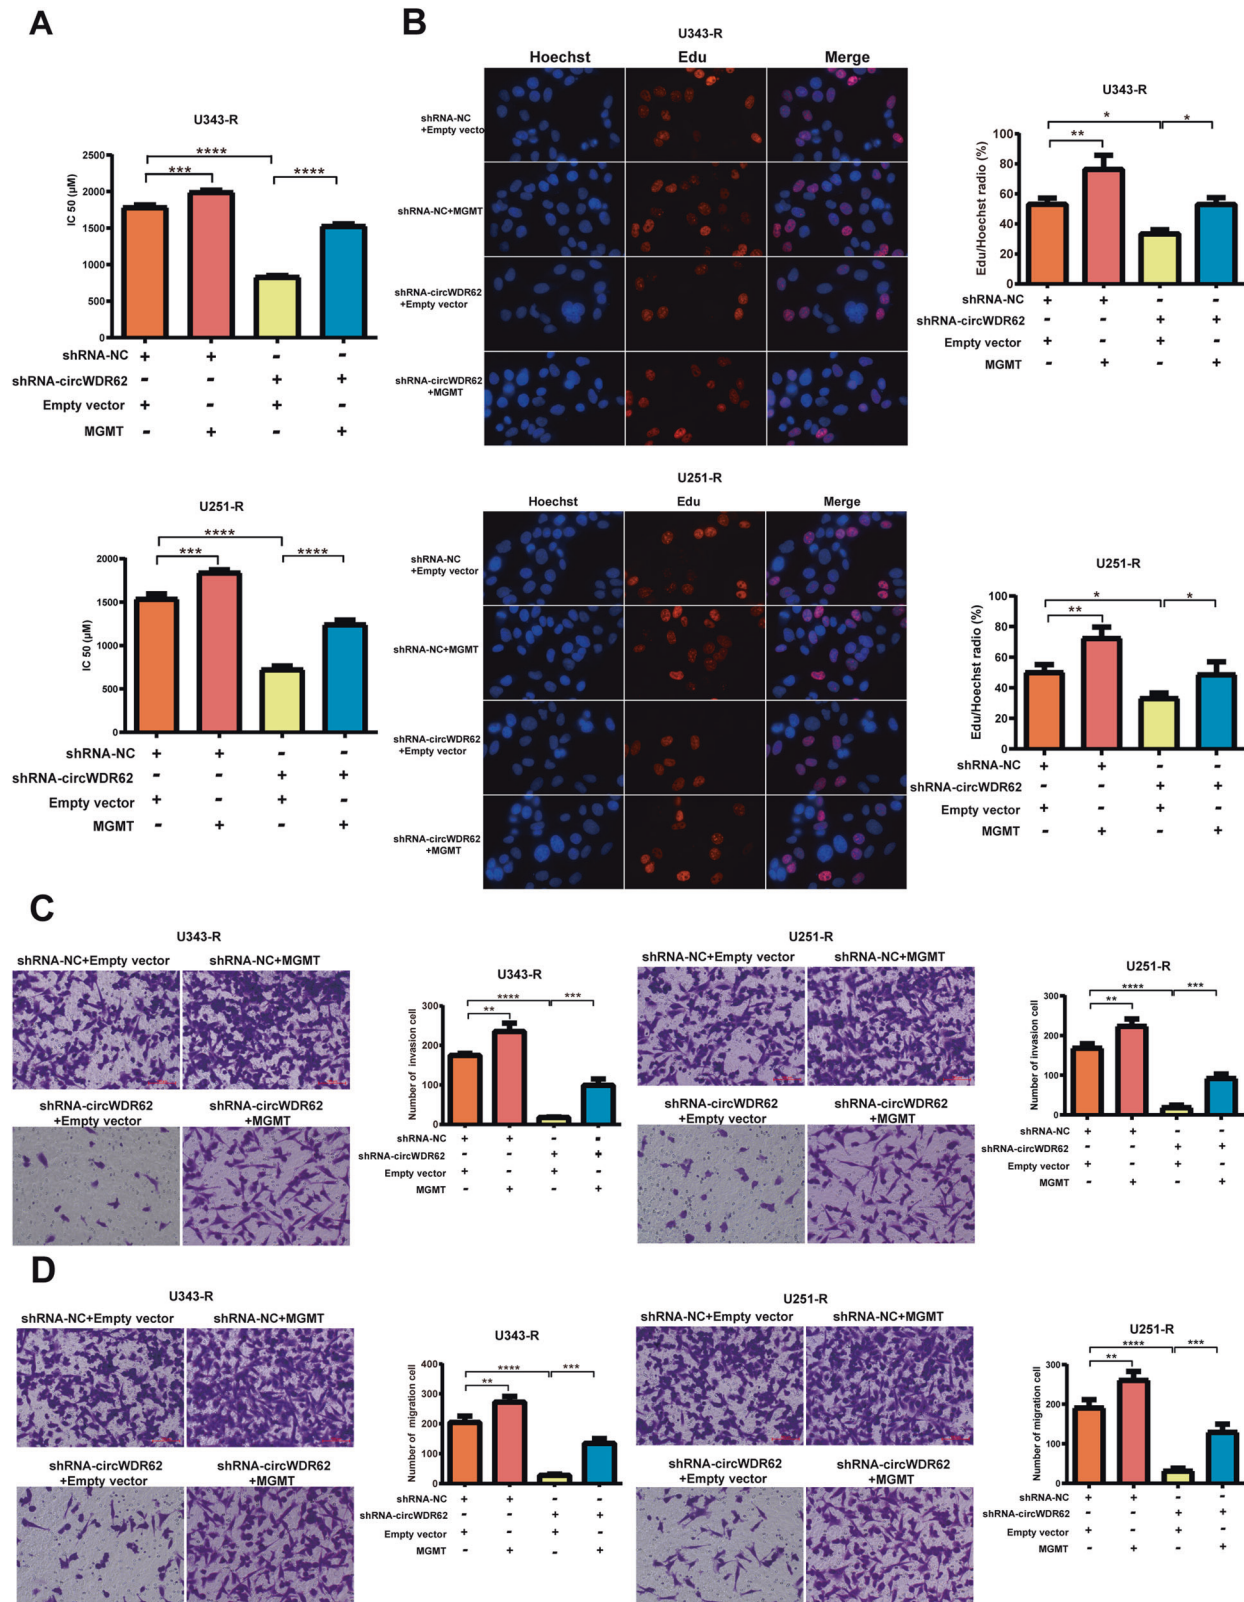 A
U343-R
****
***
****
2500
2000
1500
1000
500
0
IC 50 (μM)
shRNA-NC + + - -
shRNA-circWDR62 - - + +
Empty vector + - + -
MGMT - + - +
U251-R
****
***
****
2000
1500
1000
500
0
IC 50 (μM)
shRNA-NC + + - -
shRNA-circWDR62 - - + +
Empty vector + - + -
MGMT - + - +
B
U343-R
Hoechst Edu Merge
shRNA-NC
+Empty vecto
shRNA-NC+MGMT
shRNA-circWDR62
+Empty vector
shRNA-circWDR62
+MGMT
U343-R
*
**
*
100
80
60
40
20
0
Edu/Hoechst radio (%)
shRNA-NC + + - -
shRNA-circWDR62 - - + +
Empty vector + - + -
MGMT - + - +
U251-R
Hoechst Edu Merge
shRNA-NC
+Empty vector
shRNA-NC+MGMT
shRNA-circWDR62
+Empty vector
shRNA-circWDR62
+MGMT
U251-R
*
**
*
100
80
60
40
20
0
Edu/Hoechst radio (%)
shRNA-NC + + - -
shRNA-circWDR62 - - + +
Empty vector + - + -
MGMT - + - +
C
U343-R
shRNA-NC+Empty vector shRNA-NC+MGMT
shRNA-circWDR62 shRNA-circWDR62
+Empty vector +MGMT
U343-R
****
**
***
300
200
100
0
Number of invasion cell
shRNA-NC + + - -
shRNA-circWDR62 - - + +
Empty vector + - + -
MGMT - + - +
U251-R
shRNA-NC+Empty vector shRNA-NC+MGMT
shRNA-circWDR62 shRNA-circWDR62
+Empty vector +MGMT
U251-R
****
**
***
300
200
100
0
Number of invasion cell
shRNA-NC + + - -
shRNA-circWDR62 - - + +
Empty vector + - + -
MGMT - + - +
D
U343-R
shRNA-NC+Empty vector shRNA-NC+MGMT
shRNA-circWDR62 shRNA-circWDR62
+Empty vector +MGMT
U343-R
****
**
***
400
300
200
100
0
Number of migration cell
shRNA-NC + + - -
shRNA-circWDR62 - - + +
Empty vector + - + -
MGMT - + - +
U251-R
shRNA-NC+Empty vector shRNA-NC+MGMT
shRNA-circWDR62 shRNA-circWDR62
+Empty vector +MGMT
U251-R
****
**
***
300
200
100
0
Number of migration cell
shRNA-NC + + - -
shRNA-circWDR62 - - + +
Empty vector + - + -
MGMT - + - +